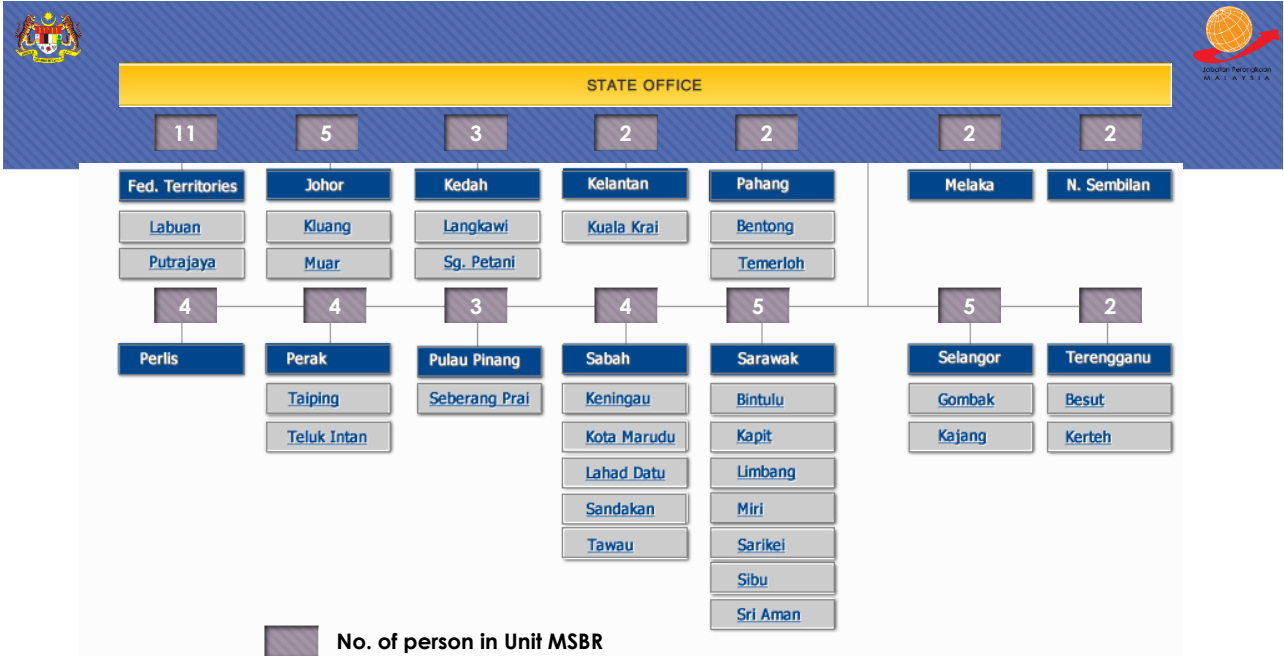 Jabatan Perangkaan
MALAYSIA
STATE OFFICE
11 5 3 2 2 2 2
Fed. Territories Johor Kedah Kelantan Pahang Melaka N. Sembilan
Labuan Kluang Langkawi Kuala Krai Bentong
Putrajaya Muar Sg. Petani Temerloh
4 4 3 4 5 5 2
Perlis Perak Pulau Pinang Sabah Sarawak Selangor Terengganu
Taiping Seberang Prai Keningau Bintulu Gombak Besut
Teluk Intan Kota Marudu Kapit Kajang Kerteh
Lahad Datu Limbang
Sandakan Miri
Tawau Sarikei
Sibu
Sri Aman
No. of person in Unit MSBR